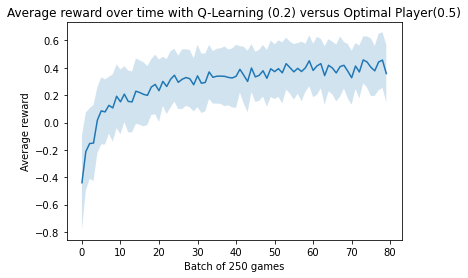 Average reward over time with Q-Learning (0.2) versus Optimal Player(0.5)
Average reward
0.6
0.4
0.2
0.0
−0.2
−0.4
−0.6
−0.8
0 10 20 30 40 50 60 70 80
Batch of 250 games